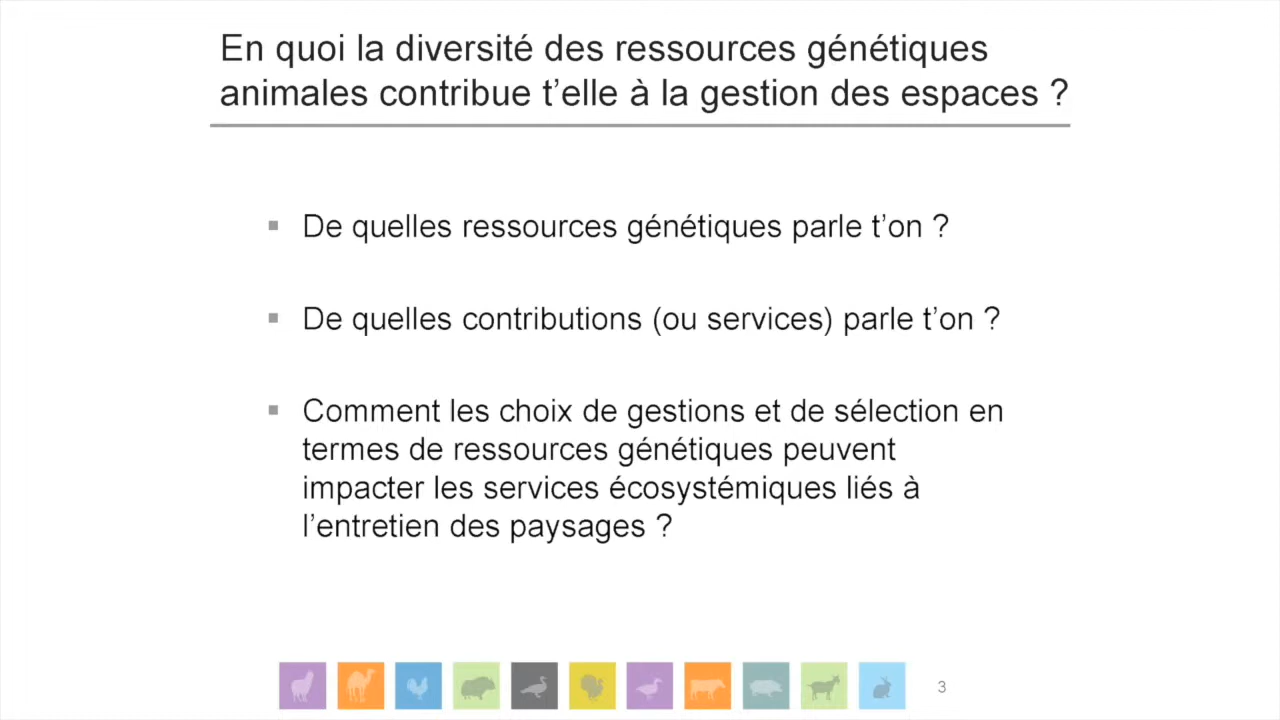 En quoi la diversité des ressources génétiques
animales contribue t’elle à la gestion des espaces ?
▪ De quelles ressources génétiques parle t’on ?
▪ De quelles contributions (ou services) parle t’on ?
▪ Comment les choix de gestions et de sélection en
termes de ressources génétiques peuvent
impacter les services écosystémiques liés à
l’entretien des paysages ?
3